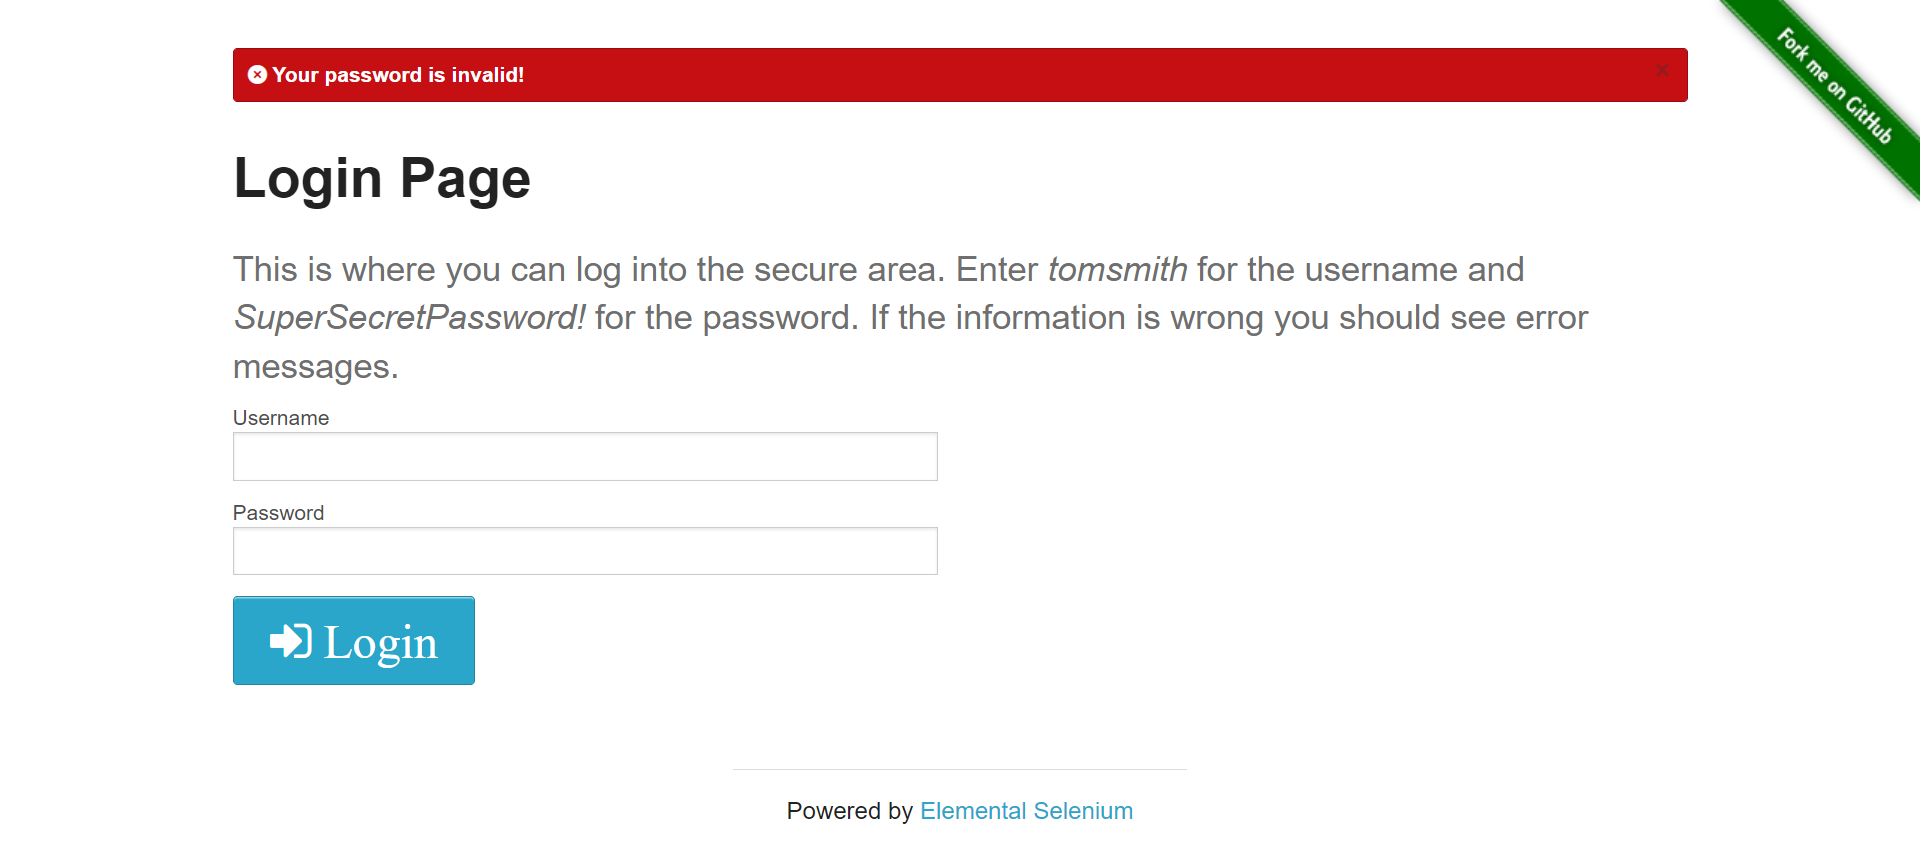 Your password is invalid!
Fork me on GitHub
Login Page
This is where you can log into the secure area. Enter tomsmith for the username and
SuperSecretPassword! for the password. If the information is wrong you should see error
messages.
Username
Password
Login
Powered by Elemental Selenium